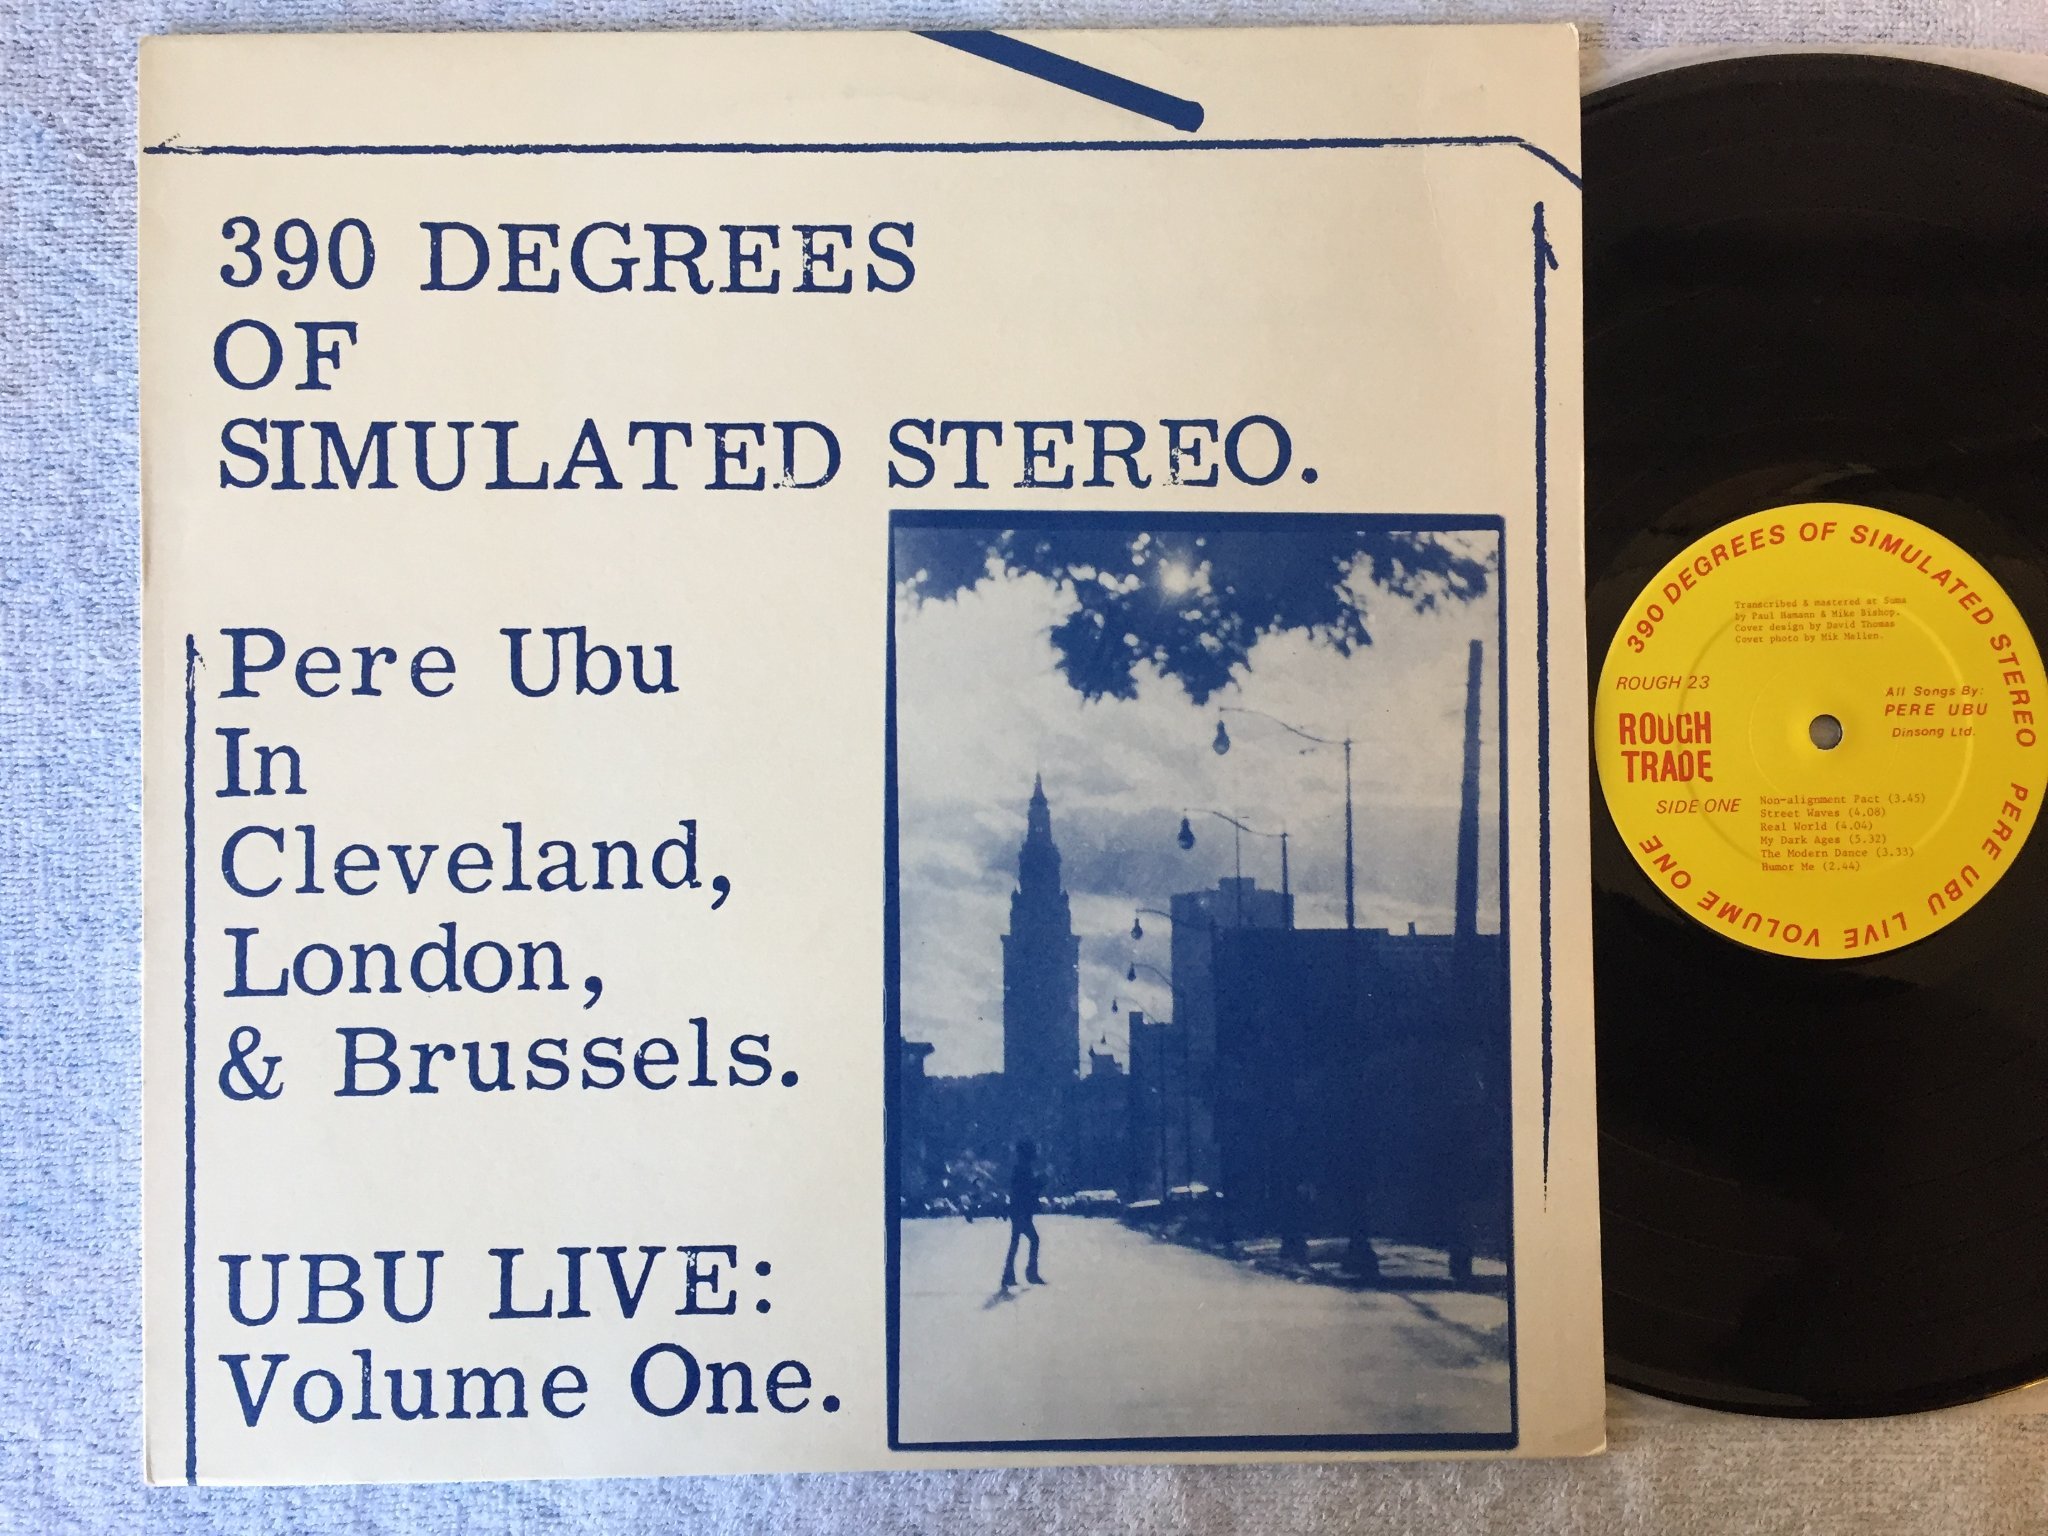 390 DEGREES
OF
SIMULATED STEREO.
Pere Ubu
In
Cleveland,
London,
& Brussels.
UBU LIVE:
Volume One.
390 DEGREES OF SIMULATED STEREO PERE UBU LIVE VOLUME ONE
Transcribed & mastered at Suma
by Paul Hamann & Mike Bishop.
Cover design by David Thomas
Cover photo by Mik Mellen.
ROUGH 23
ROUGH
TRADE
All Songs By:
PERE UBU
Dinsong Ltd.
SIDE ONE
Non-alignment Pact (3.45)
Street Waves (4.08)
Real World (4.04)
My Dark Ages (5.32)
The Modern Dance (3.33)
Humor Me (2.44)